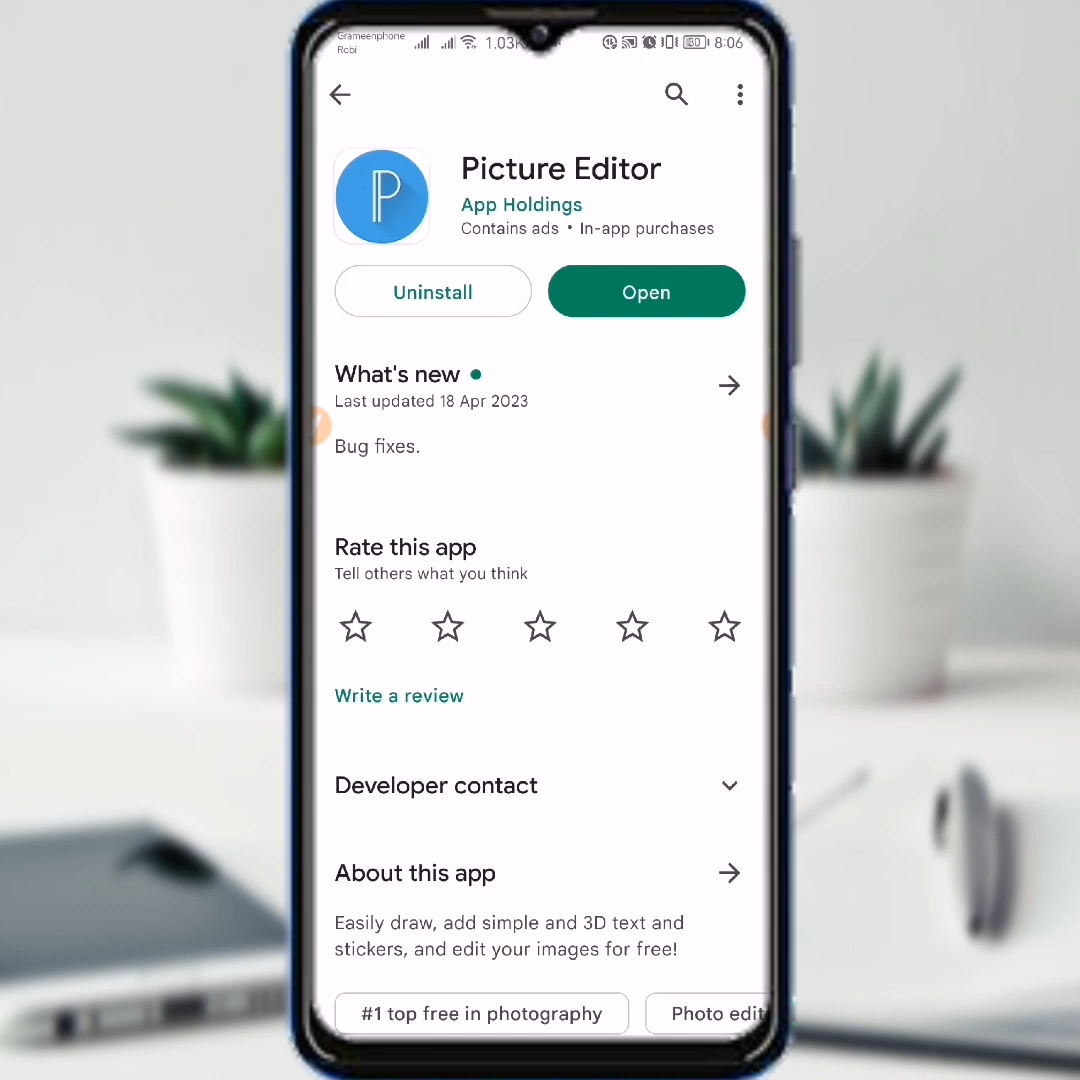 Grameenphone
Robi
1.03K
80
8:06
Picture Editor
App Holdings
Contains ads • In-app purchases
Uninstall
Open
What's new
Last updated 18 Apr 2023
Bug fixes.
Rate this app
Tell others what you think
Write a review
Developer contact
About this app
Easily draw, add simple and 3D text and
stickers, and edit your images for free!
#1 top free in photography
Photo edit